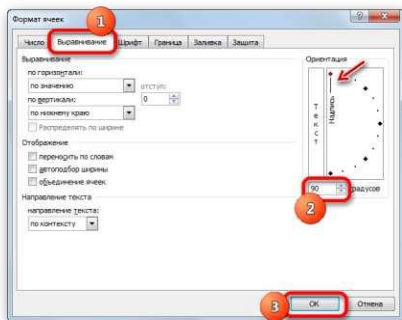 Формат ячеек
1
Число Выравнивание Шрифт Граница Заливка Защита
Выравнивание
по горизонтали:
по значению
отступ:
по вертикали:
0
по нижнему краю
Распределять по ширине
Отображение
переносить по словам
автоподбор ширины
объединение ячеек
Направление текста
направление текста:
по контексту
Ориентация
Текст
Надпись
90 градусов
2
3
ОК Отмена